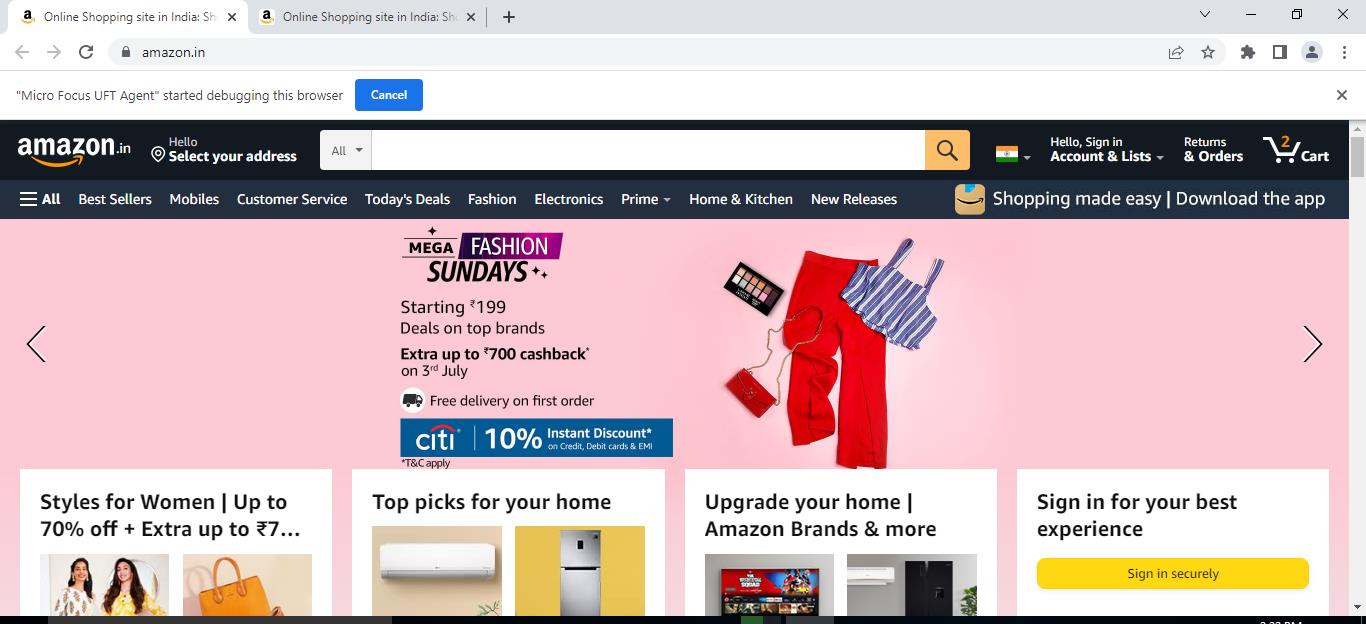 Online Shopping site in India: Sh
Online Shopping site in India: Sh
amazon.in
"Micro Focus UFT Agent" started debugging this browser
Cancel
amazon.in
Hello
Select your address
All
Hello, Sign in
Account & Lists
Returns
& Orders
2
Cart
All
Best Sellers
Mobiles
Customer Service
Today's Deals
Fashion
Electronics
Prime
Home & Kitchen
New Releases
Shopping made easy | Download the app
MEGA FASHION
SUNDAYS
Starting ₹199
Deals on top brands
Extra up to ₹700 cashback*
on 3rd July
Free delivery on first order
citi
10%
Instant Discount*
on Credit, Debit cards & EMI
*T&C apply
Styles for Women | Up to
70% off + Extra up to ₹7...
Top picks for your home
Upgrade your home |
Amazon Brands & more
Sign in for your best
experience
Sign in securely